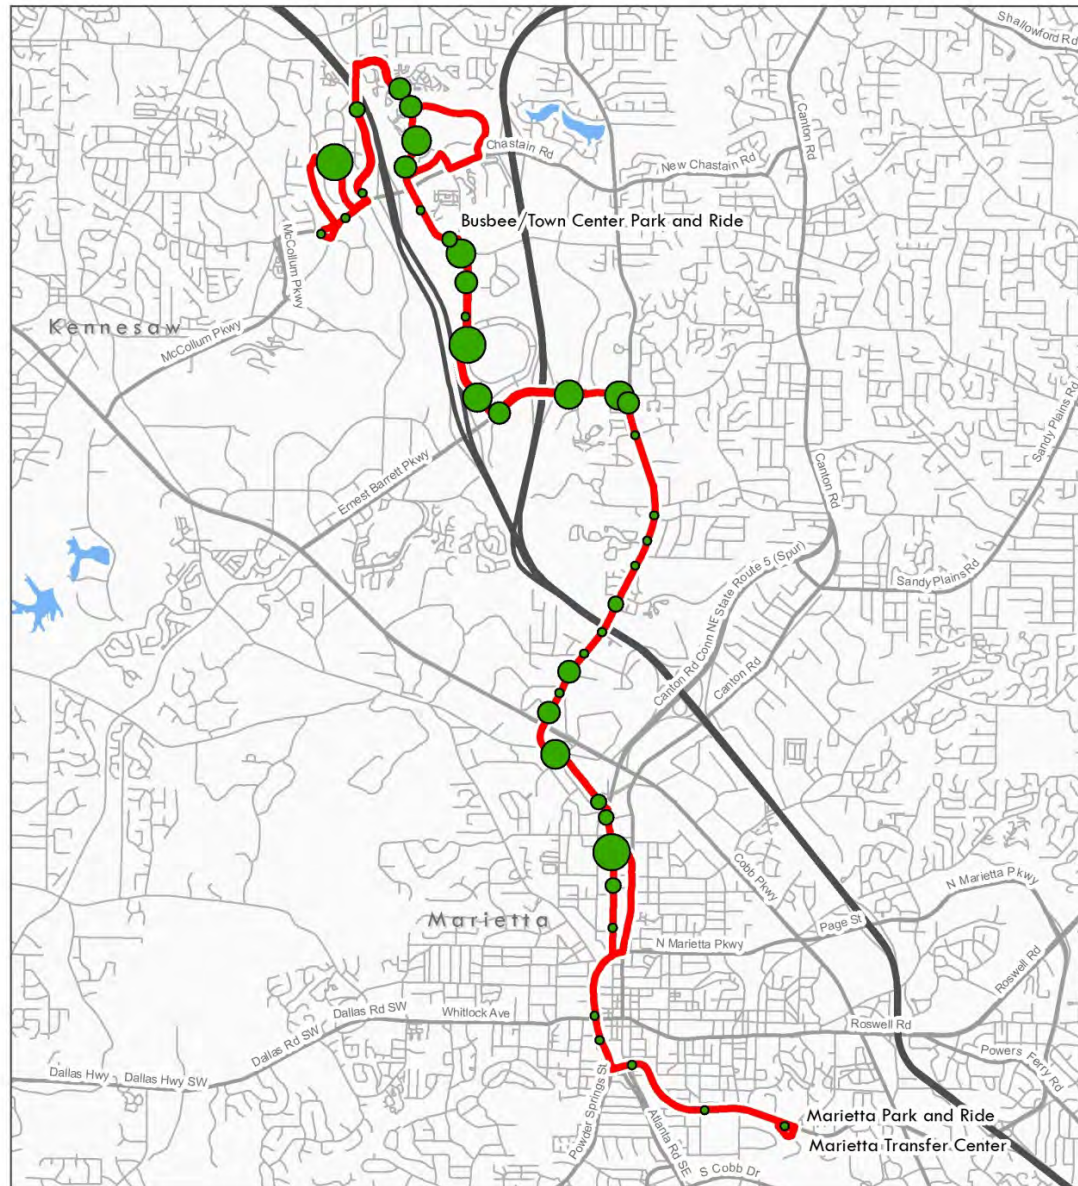 Shallowford Rd
Canton Rd
Chastain Rd
New Chastain Rd
Busbee/Town Center Park and Ride
McCollum Pkwy
Kennesaw
McCollum Pkwy
Sandy Plains Rd
Ernest Barrett Pkwy
Canton Rd
Sandy Plains Rd
Canton Rd Conn NE State Route 5 (Spur)
Canton Rd
Cobb Pkwy
N Marietta Pkwy
Marietta
Page St
N Marietta Pkwy
Roswell Rd
Whitlock Ave
Dallas Rd SW
Roswell Rd
Dallas Rd SW
Powers Ferry Rd
Dallas Hwy
Dallas Hwy SW
Powder Springs St
Marietta Park and Ride
Atlanta Rd SE
Marietta Transfer Center
S Cobb Dr